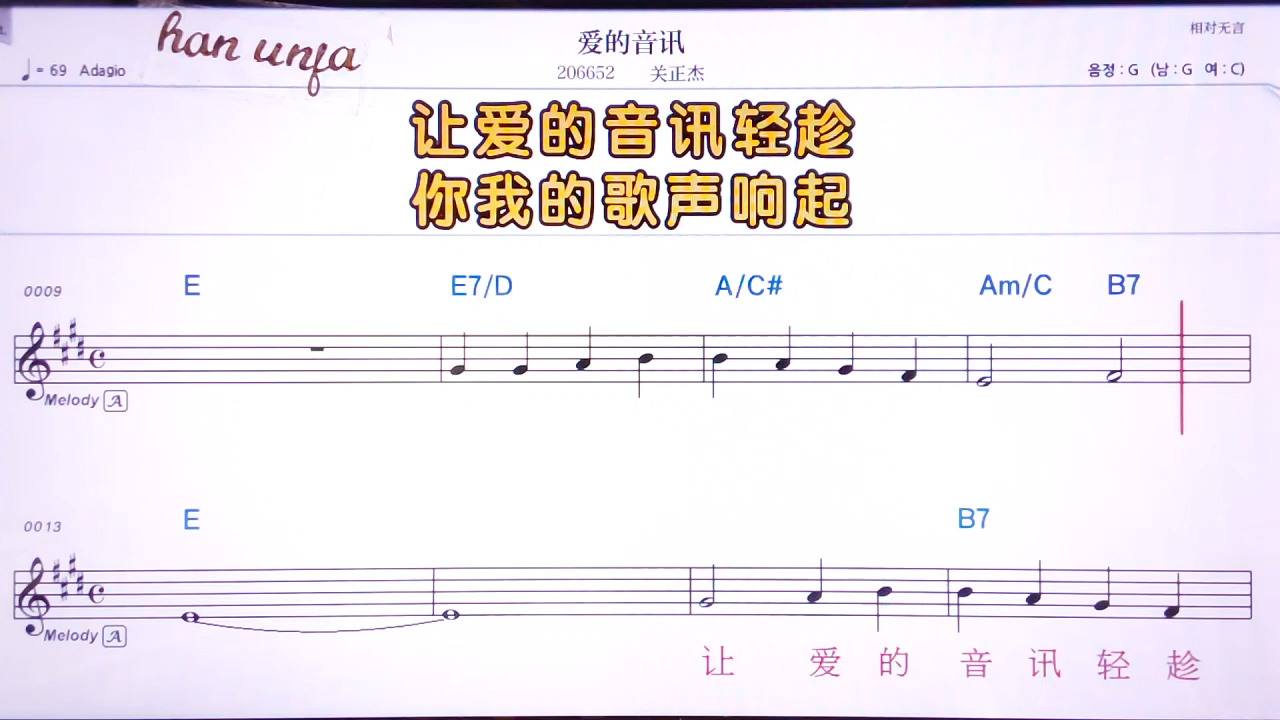 han unfa
♩= 69 Adagio
爱的音讯
206652 关正杰
相对无言
음정 : G (남 : G 여 : C)
让爱的音讯轻趁
你我的歌声响起
0009
E E7/D A/C# Am/C B7
Melody A
0013
E B7
Melody A
让 爱 的 音 讯 轻 趁